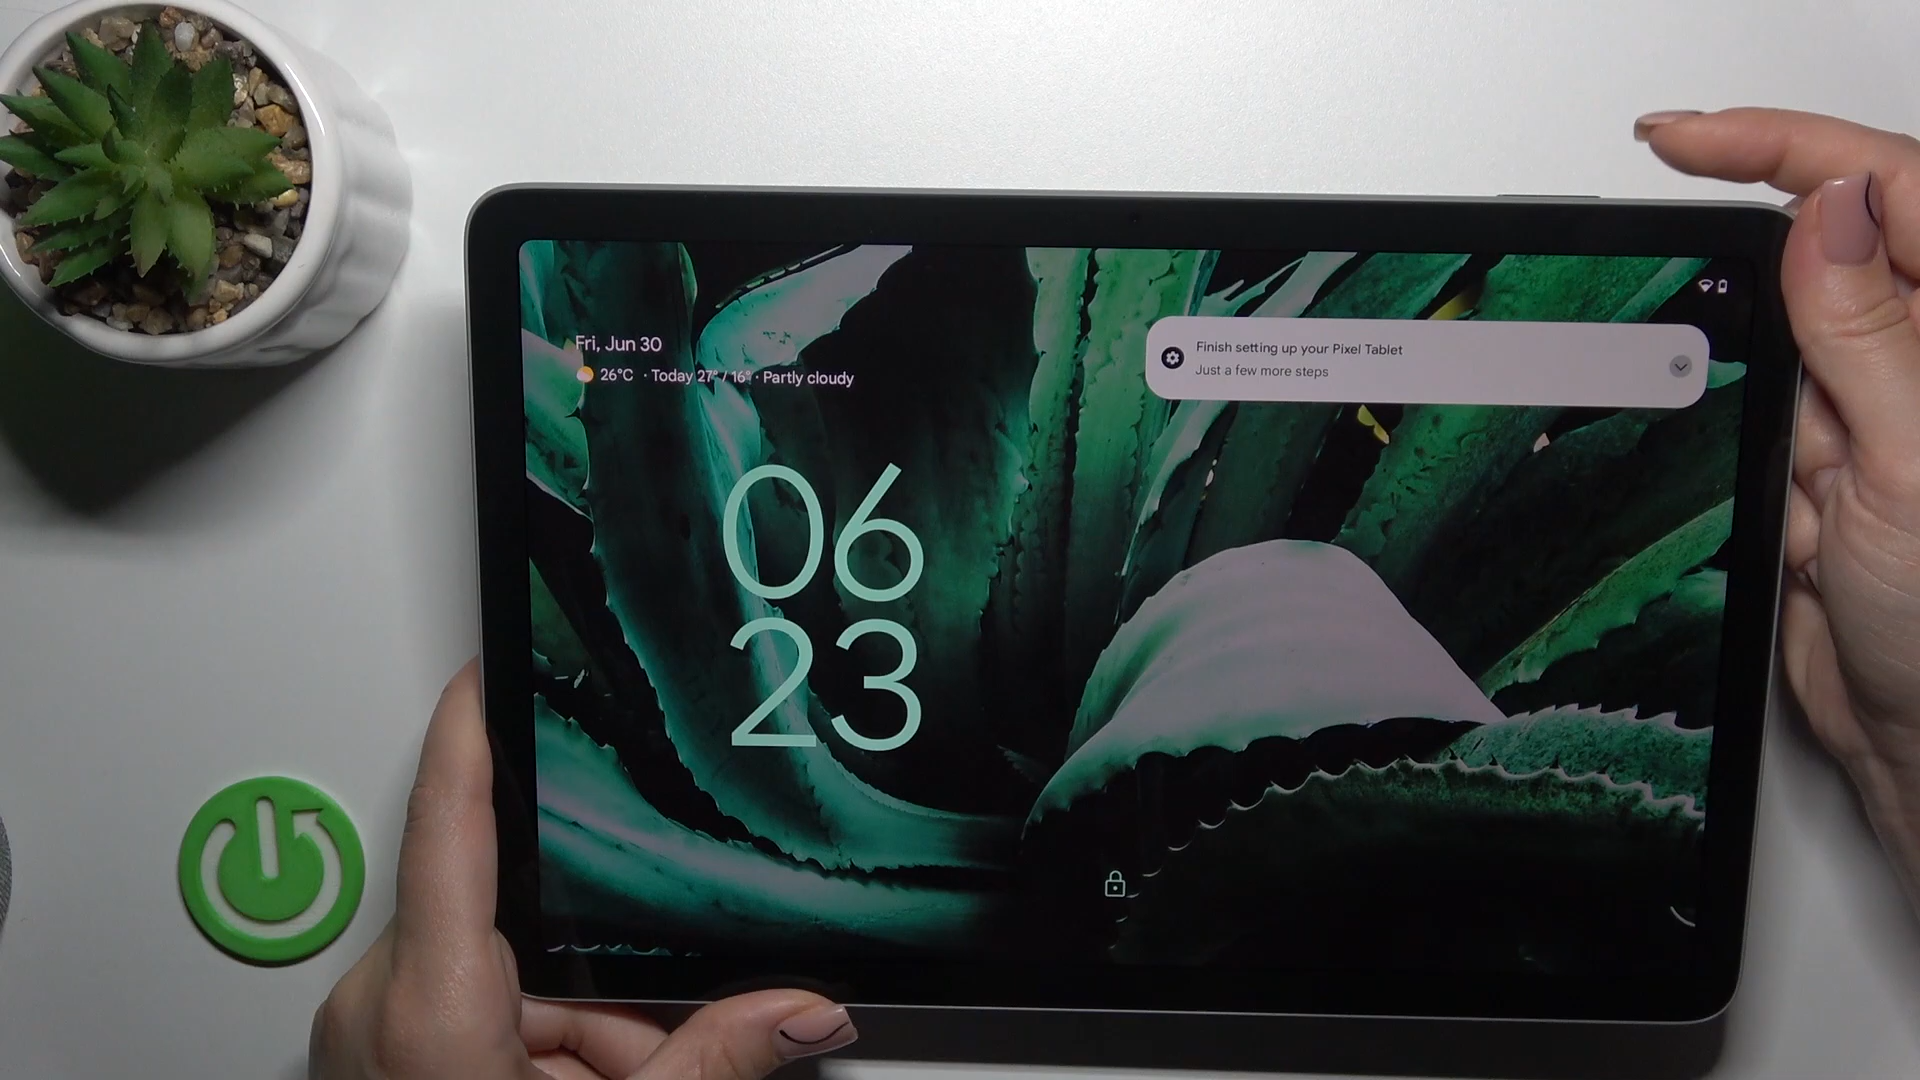 Fri, Jun 30
26°C · Today 27° / 16° · Partly cloudy
Finish setting up your Pixel Tablet
Just a few more steps
06
23